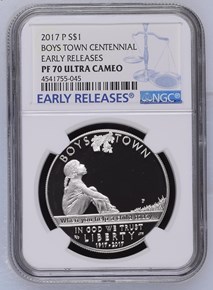 2017 P S$1
BOYS TOWN CENTENNIAL
EARLY RELEASES
PF 70 ULTRA CAMEO
4541755-045
EARLY RELEASES
NGC
BOYS TOWN
P
IN GOD WE TRUST
LIBERTY
1917·2017